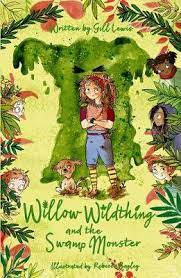 Written by Gill Lewis
Willow Wildthing
and the
Swamp Monster
Illustrated by Rebecca Bagley